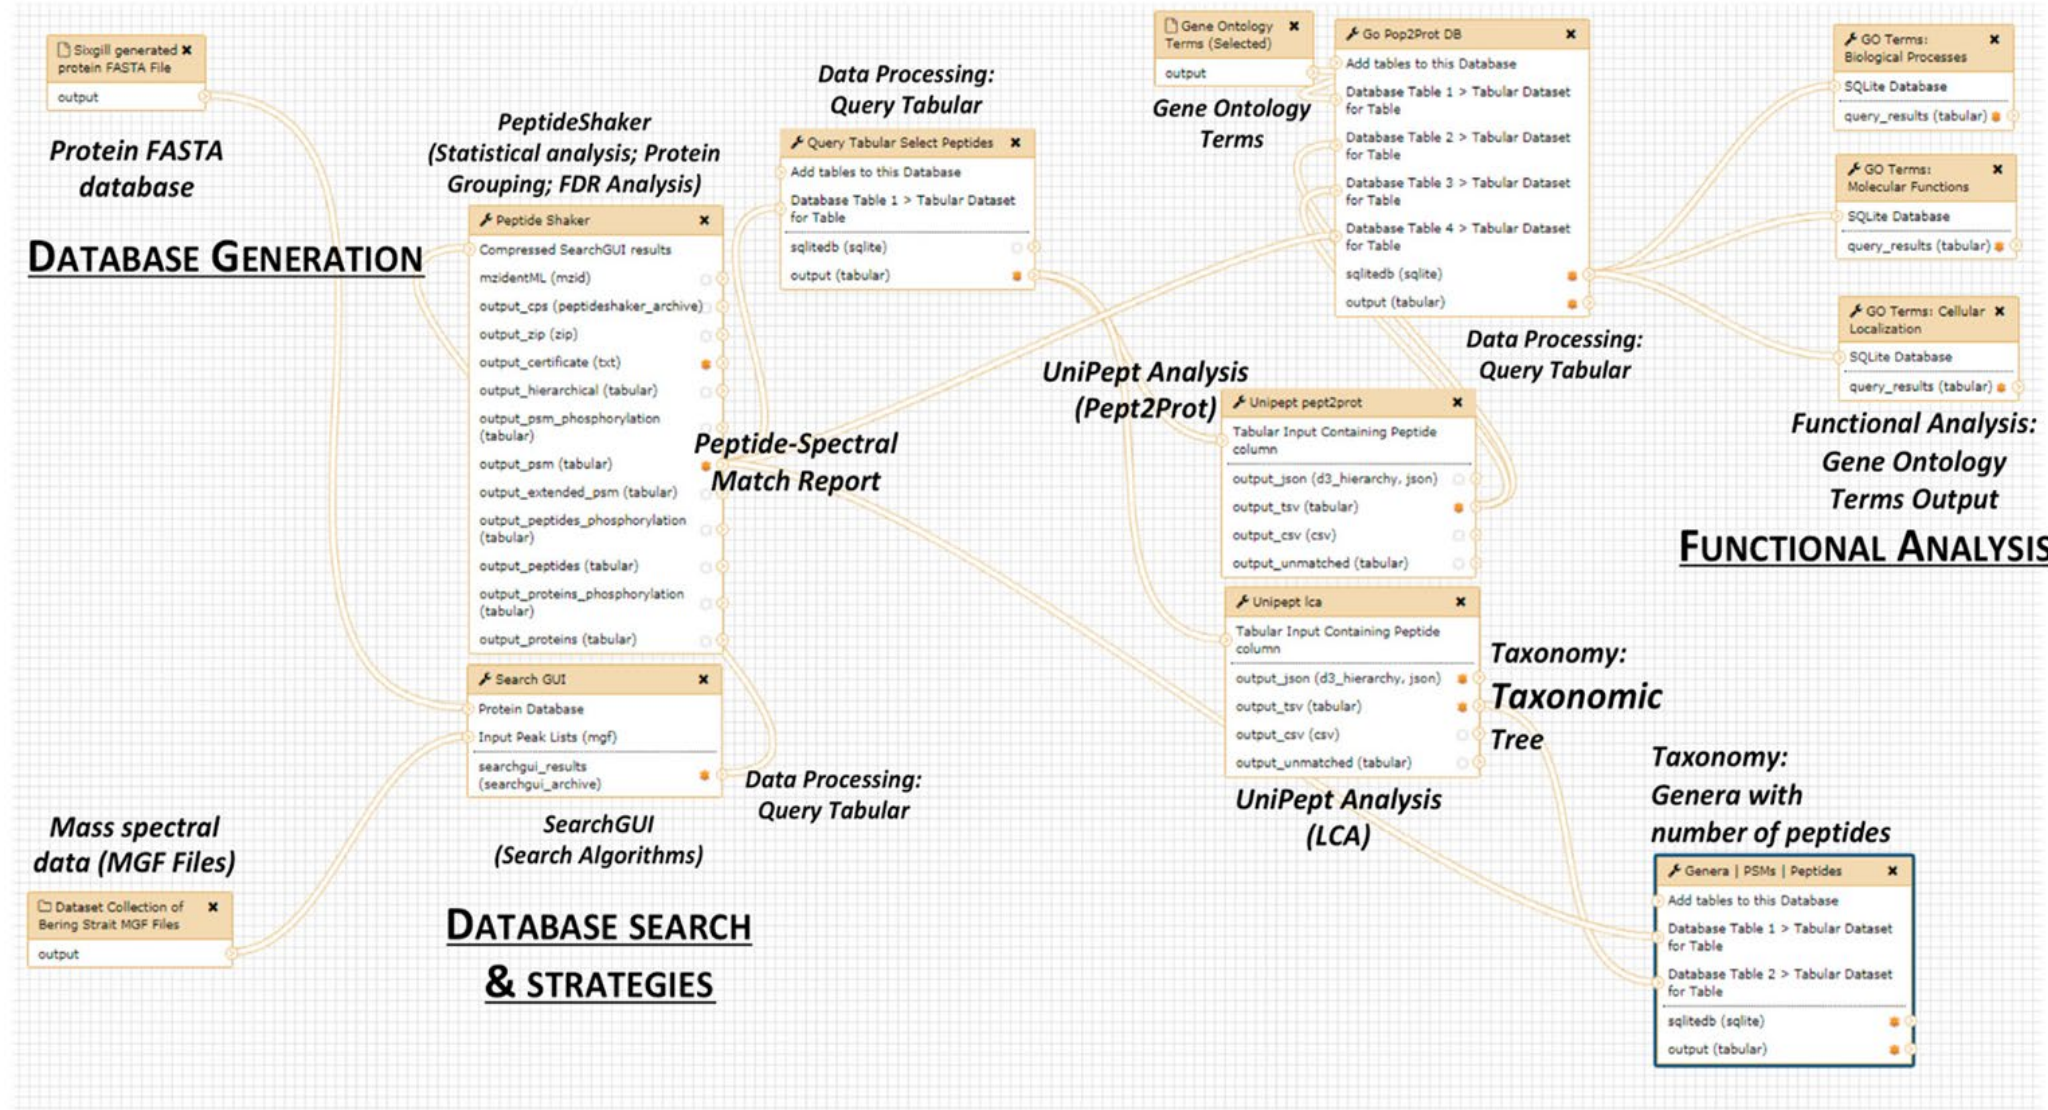 Sixgill generated
protein FASTA File
output
Protein FASTA
database
DATABASE GENERATION
Mass spectral
data (MGF Files)
Dataset Collection of
Bering Strait MGF Files
output
PeptideShaker
(Statistical analysis; Protein
Grouping; FDR Analysis)
Peptide Shaker
Compressed SearchGUI results
mzidentML (mzid)
output_cps (peptideshaker_archive)
output_zip (zip)
output_certificate (txt)
output_hierarchical (tabular)
output_psm_phosphorylation
(tabular)
output_psm (tabular)
output_extended_psm (tabular)
output_peptides_phosphorylation
(tabular)
output_peptides (tabular)
output_proteins_phosphorylation
(tabular)
output_proteins (tabular)
Search GUI
Protein Database
Input Peak Lists (mgf)
searchgui_results
(searchgui_archive)
SearchGUI
(Search Algorithms)
DATABASE SEARCH
& STRATEGIES
Data Processing:
Query Tabular
Query Tabular Select Peptides
Add tables to this Database
Database Table 1 > Tabular Dataset
for Table
sqlitedb (sqlite)
output (tabular)
Peptide-Spectral
Match Report
Data Processing:
Query Tabular
Gene Ontology
Terms (Selected)
output
Gene Ontology
Terms
Go Pop2Prot DB
Add tables to this Database
Database Table 1 > Tabular Dataset
for Table
Database Table 2 > Tabular Dataset
for Table
Database Table 3 > Tabular Dataset
for Table
Database Table 4 > Tabular Dataset
for Table
sqlitedb (sqlite)
output (tabular)
Data Processing:
Query Tabular
UniPept Analysis
(Pept2Prot)
Unipept pept2prot
Tabular Input Containing Peptide
column
output_json (d3_hierarchy, json)
output_tsv (tabular)
output_csv (csv)
output_unmatched (tabular)
Unipept lca
Tabular Input Containing Peptide
column
output_json (d3_hierarchy, json)
output_tsv (tabular)
output_csv (csv)
output_unmatched (tabular)
UniPept Analysis
(LCA)
Taxonomy:
Taxonomic
Tree
GO Terms:
Biological Processes
SQLite Database
query_results (tabular)
GO Terms:
Molecular Functions
SQLite Database
query_results (tabular)
GO Terms: Cellular
Localization
SQLite Database
query_results (tabular)
Functional Analysis:
Gene Ontology
Terms Output
FUNCTIONAL ANALYSIS
Taxonomy:
Genera with
number of peptides
Genera | PSMs | Peptides
Add tables to this Database
Database Table 1 > Tabular Dataset
for Table
Database Table 2 > Tabular Dataset
for Table
sqlitedb (sqlite)
output (tabular)